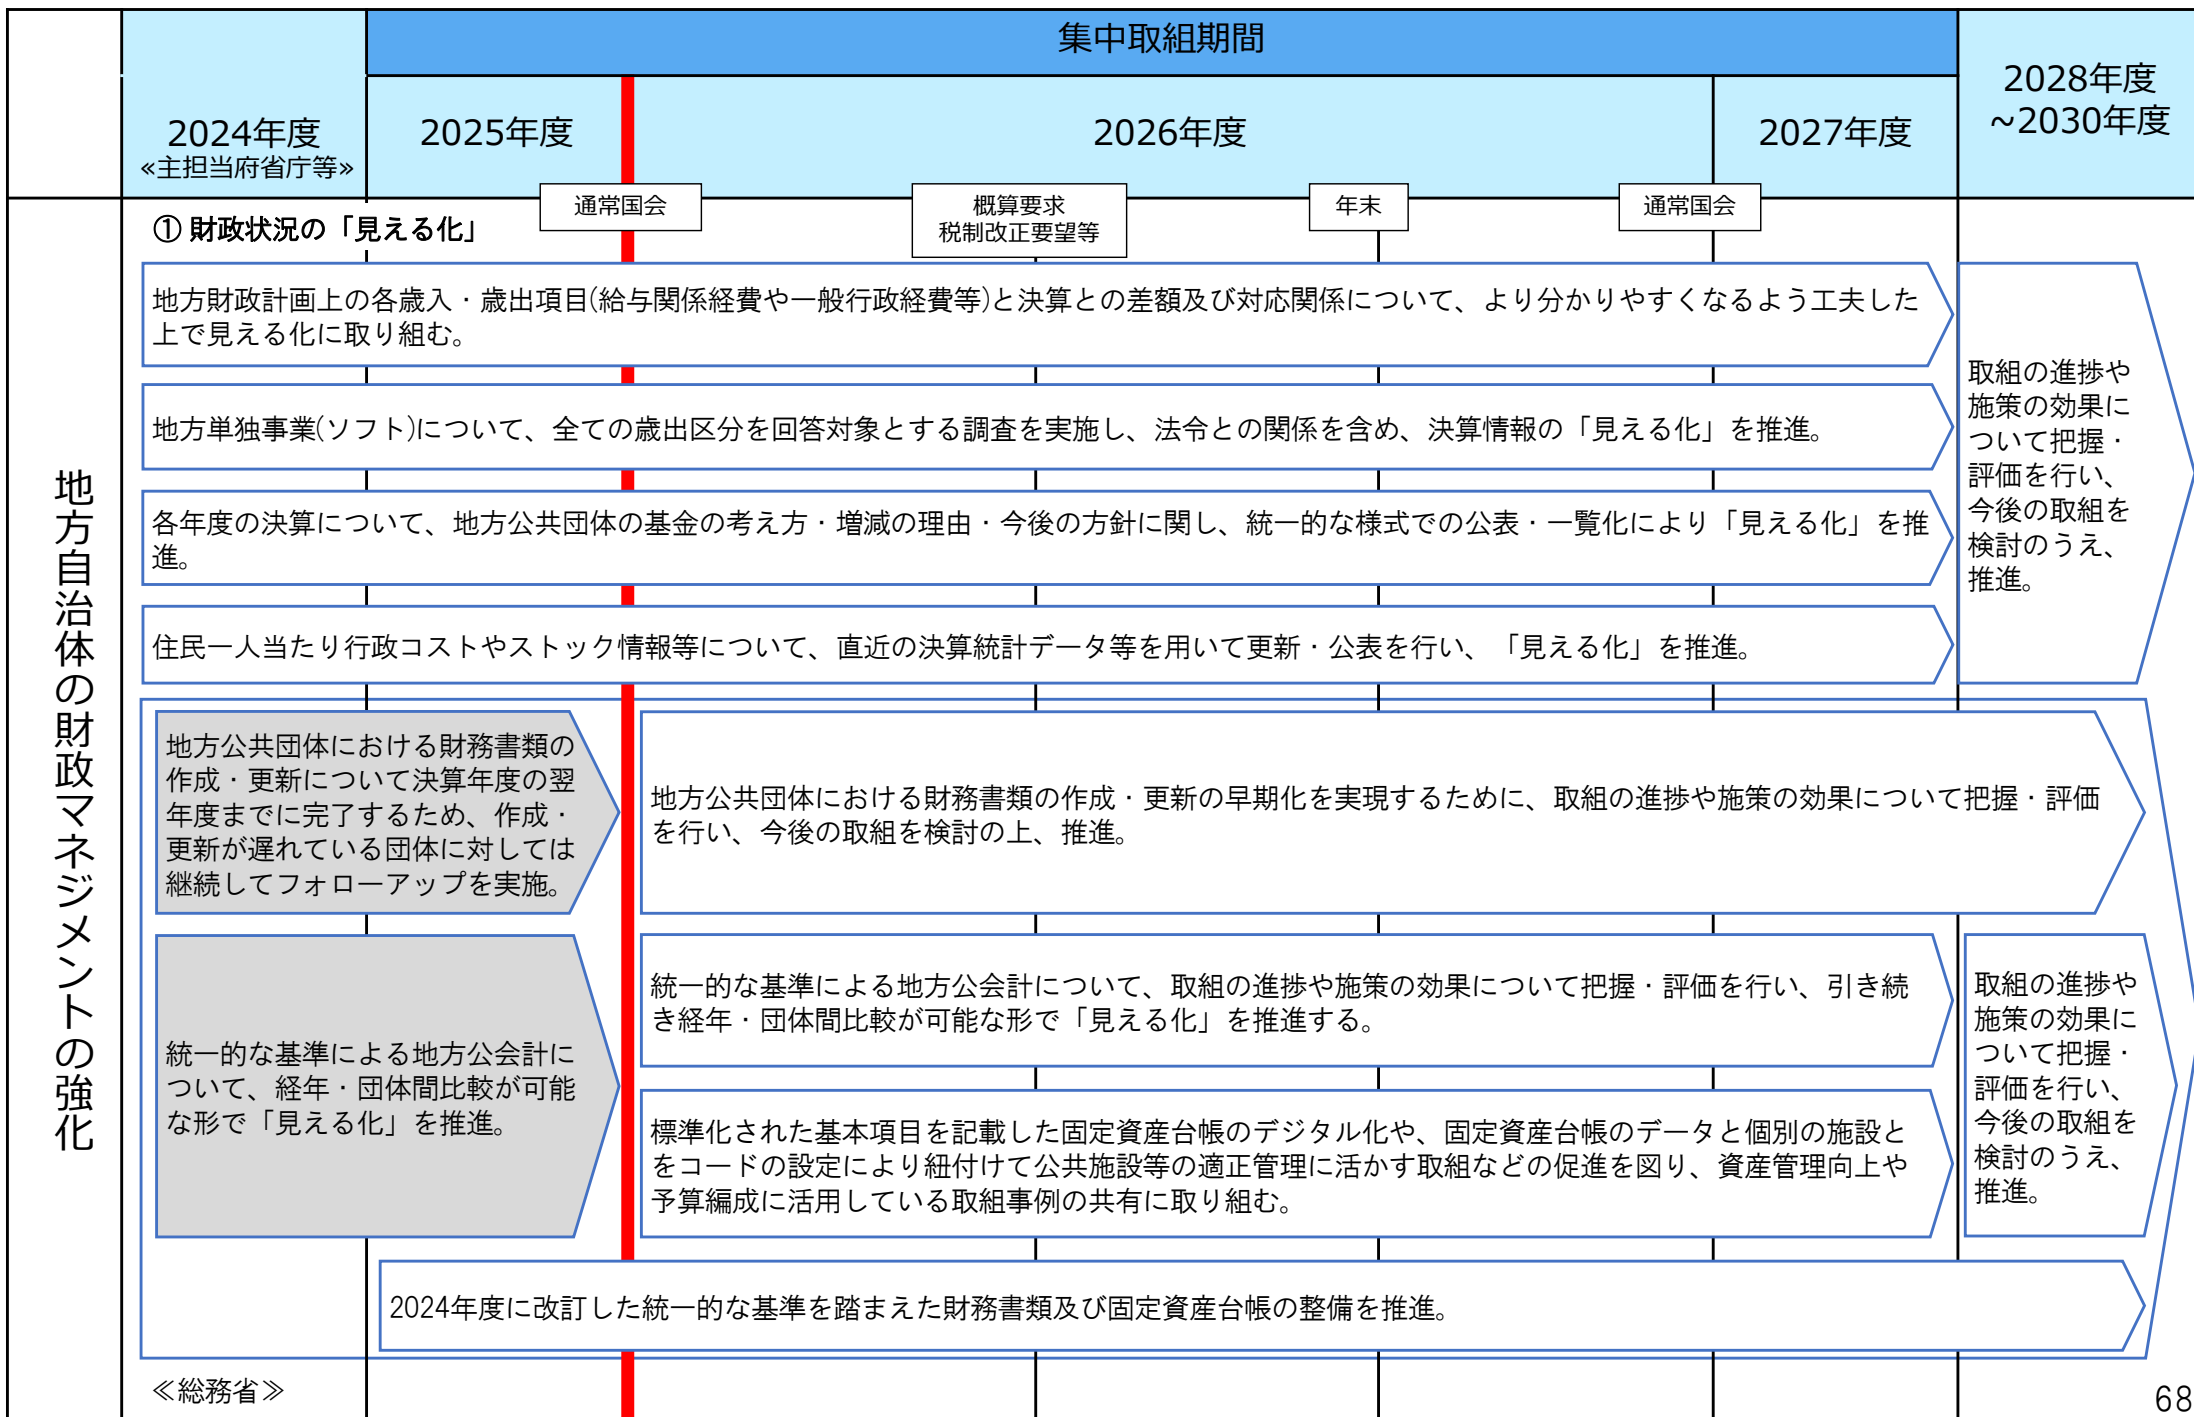 集中取組期間
2024年度
≪主担当府省庁等≫
2025年度
2026年度
2027年度
2028年度
~2030年度
通常国会
概算要求
税制改正要望等
年末
通常国会
地方自治体の財政マネジメントの強化
① 財政状況の「見える化」
地方財政計画上の各歳入・歳出項目(給与関係経費や一般行政経費等)と決算との差額及び対応関係について、より分かりやすくなるよう工夫した
上で見える化に取り組む。
地方単独事業(ソフト)について、全ての歳出区分を回答対象とする調査を実施し、法令との関係を含め、決算情報の「見える化」を推進。
各年度の決算について、地方公共団体の基金の考え方・増減の理由・今後の方針に関し、統一的な様式での公表・一覧化により「見える化」を推
進。
住民一人当たり行政コストやストック情報等について、直近の決算統計データ等を用いて更新・公表を行い、「見える化」を推進。
取組の進捗や
施策の効果に
ついて把握・
評価を行い、
今後の取組を
検討のうえ、
推進。
地方公共団体における財務書類の
作成・更新について決算年度の翌
年度までに完了するため、作成・
更新が遅れている団体に対しては
継続してフォローアップを実施。
地方公共団体における財務書類の作成・更新の早期化を実現するために、取組の進捗や施策の効果について把握・評価
を行い、今後の取組を検討の上、推進。
統一的な基準による地方公会計に
ついて、経年・団体間比較が可能
な形で「見える化」を推進。
統一的な基準による地方公会計について、取組の進捗や施策の効果について把握・評価を行い、引き続
き経年・団体間比較が可能な形で「見える化」を推進する。
標準化された基本項目を記載した固定資産台帳のデジタル化や、固定資産台帳のデータと個別の施設と
をコードの設定により紐付けて公共施設等の適正管理に活かす取組などの促進を図り、資産管理向上や
予算編成に活用している取組事例の共有に取り組む。
取組の進捗や
施策の効果に
ついて把握・
評価を行い、
今後の取組を
検討のうえ、
推進。
2024年度に改訂した統一的な基準を踏まえた財務書類及び固定資産台帳の整備を推進。
≪総務省≫
68